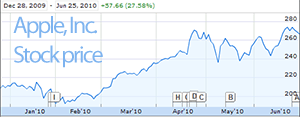 Dec 28, 2009 - Jun 25, 2010 +57.66 (27.58%)
Apple, Inc.
Stock price
280
260
240
220
200
I
H
D
C
B
Jan'10
Feb'10
Mar'10
Apr'10
May'10
Jun'10